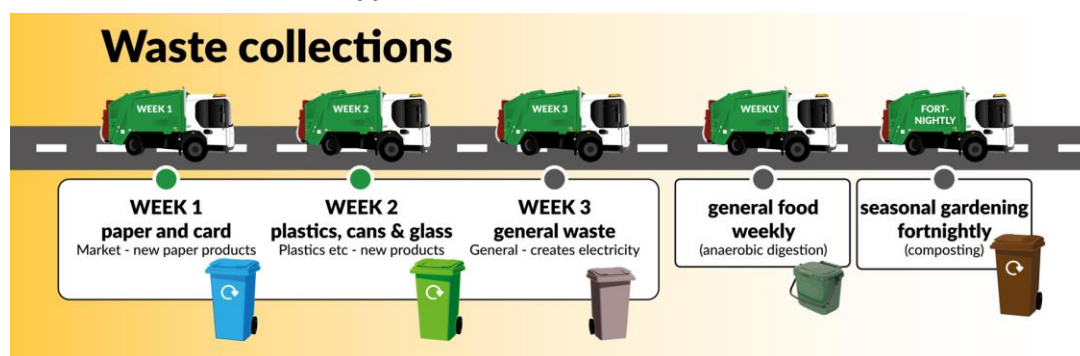 Waste collections
WEEK 1
WEEK 2
WEEK 3
WEEKLY
FORT-
NIGHTLY
WEEK 1
paper and card
Market - new paper products
WEEK 2
plastics, cans & glass
Plastics etc - new products
WEEK 3
general waste
General - creates electricity
general food
weekly
(anaerobic digestion)
seasonal gardening
fortnightly
(composting)